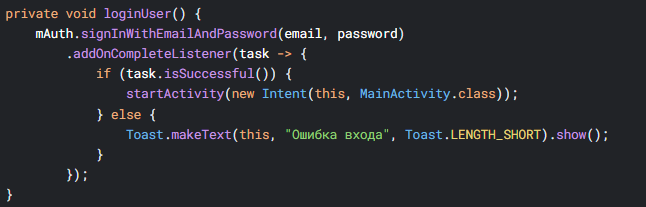 private void loginUser() {
    mAuth.signInWithEmailAndPassword(email, password)
        .addOnCompleteListener(task -> {
            if (task.isSuccessful()) {
                startActivity(new Intent(this, MainActivity.class));
            } else {
                Toast.makeText(this, "Ошибка входа", Toast.LENGTH_SHORT).show();
            }
        });
}